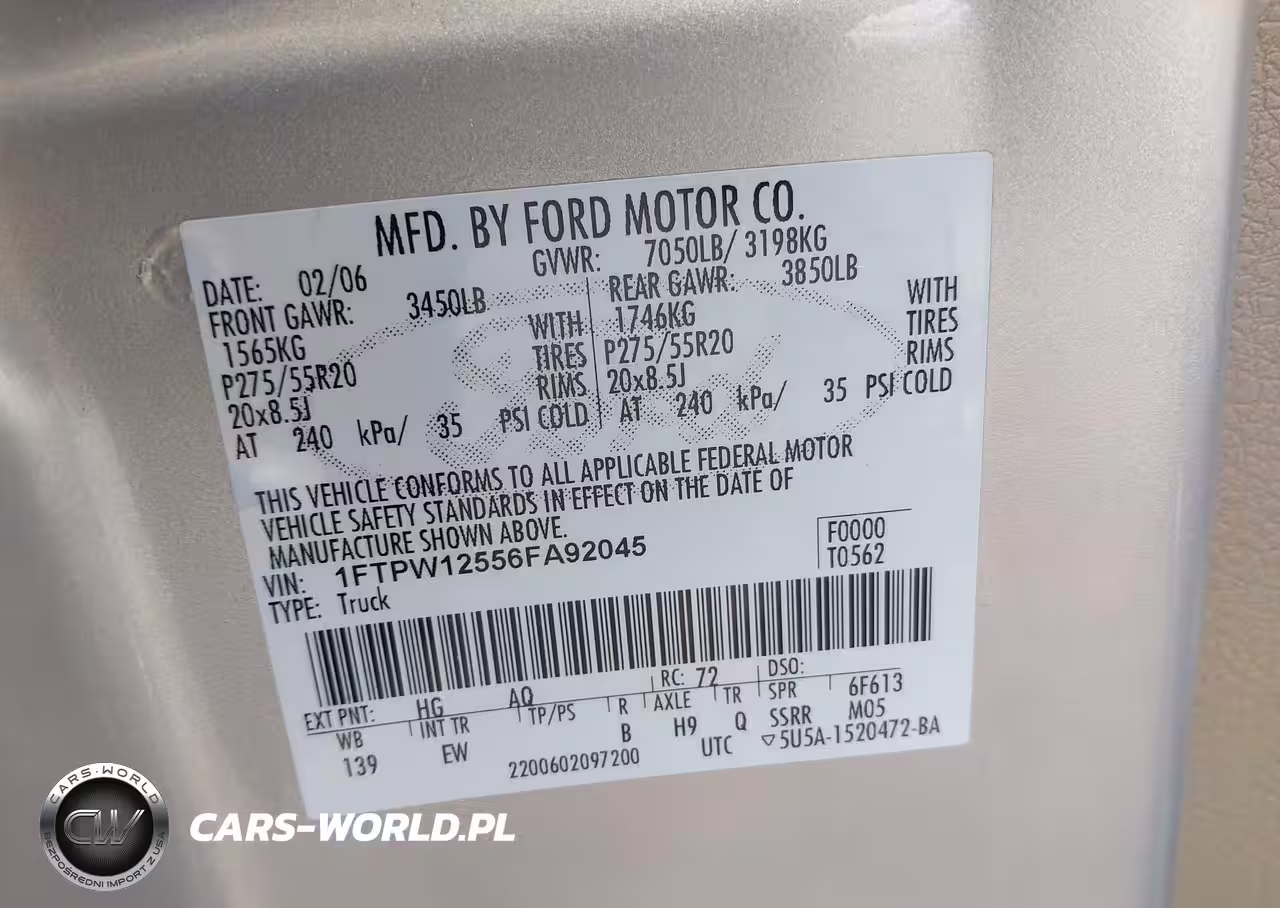 MFD. BY FORD MOTOR CO.
DATE: 02/06 GVWR: 7050LB/ 3198KG
FRONT GAWR: 3450LB REAR GAWR: 3850LB
1565KG WITH 1746KG WITH
P275/55R20 TIRES P275/55R20 TIRES
20x8.5J RIMS 20x8.5J RIMS
AT 240 kPa/ 35 PSI COLD AT 240 kPa/ 35 PSI COLD
THIS VEHICLE CONFORMS TO ALL APPLICABLE FEDERAL MOTOR
VEHICLE SAFETY STANDARDS IN EFFECT ON THE DATE OF
MANUFACTURE SHOWN ABOVE.
F0000
VIN: 1FTPW12556FA92045
T0562
TYPE: Truck
EXT PNT: HG AQ RC: 72 DSO:
WB INT TR TP/PS R AXLE TR SPR 6F613
139 EW B H9 Q SSRR M05
2200602097200 UTC ▽5U5A-1520472-BA
CARS-WORLD
CW
BEZPOŚREDNI IMPORT Z USA
CARS-WORLD.PL